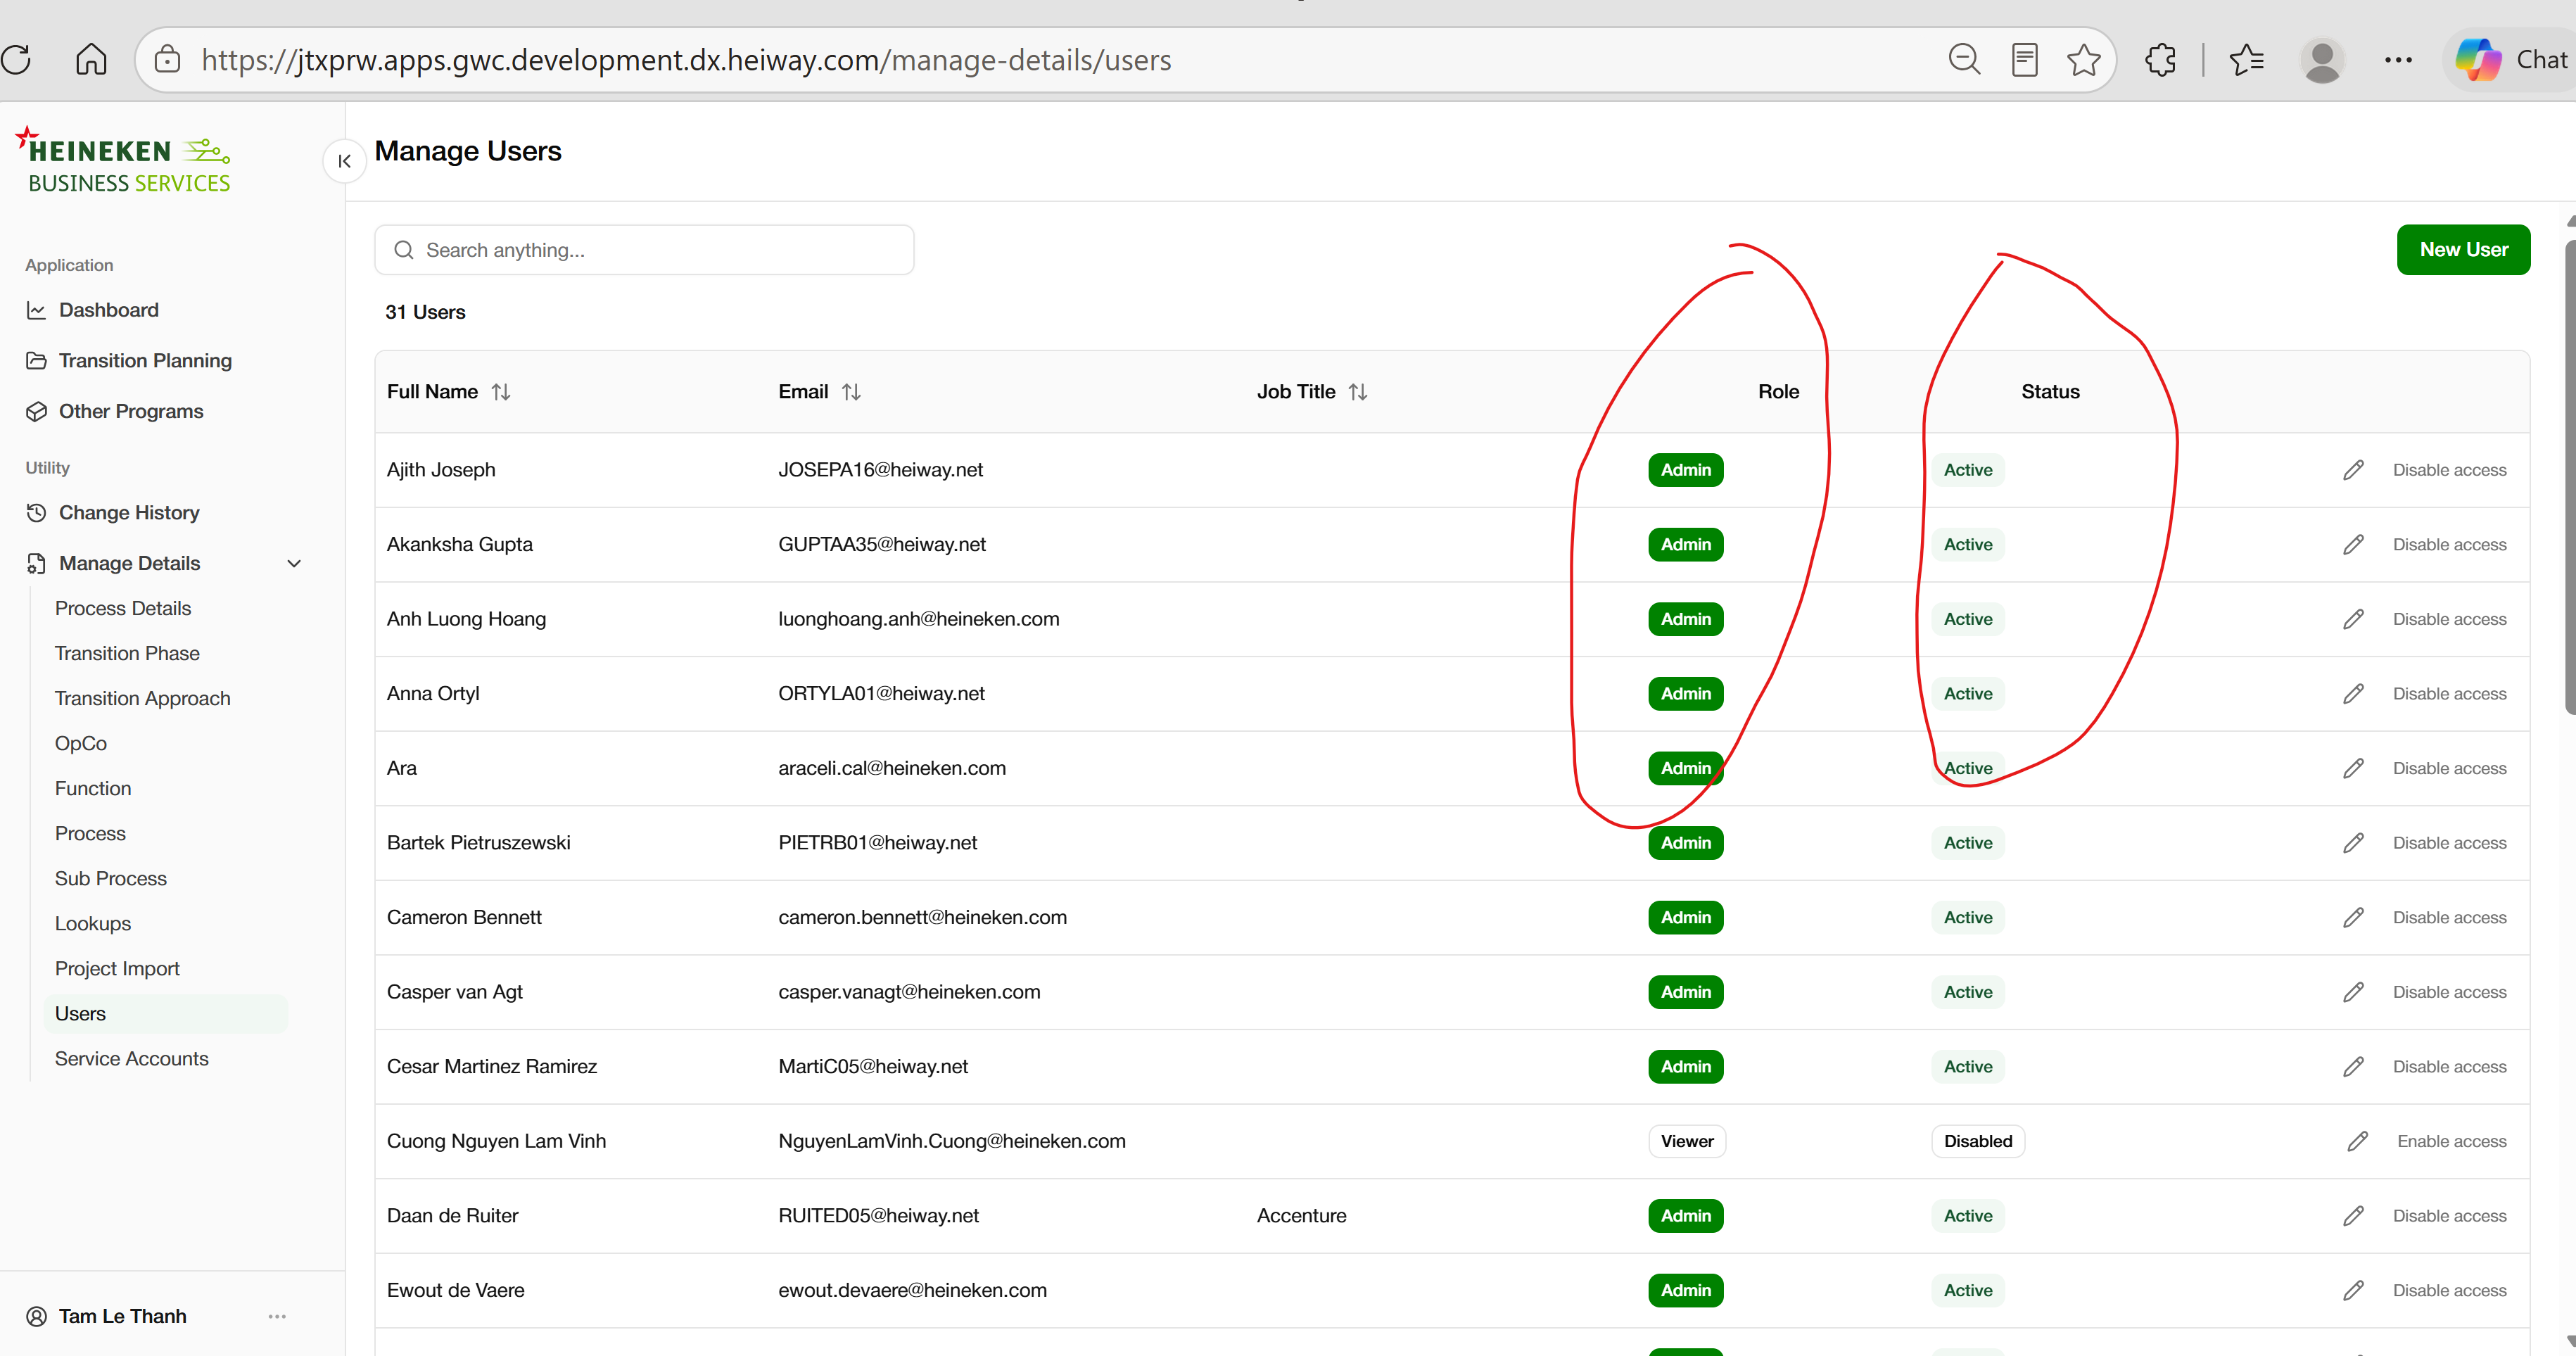 https://jtxprw.apps.gwc.development.dx.heiway.com/manage-details/users
Chat
HEINEKEN
BUSINESS SERVICES
Application
Dashboard
Transition Planning
Other Programs
Utility
Change History
Manage Details
Process Details
Transition Phase
Transition Approach
OpCo
Function
Process
Sub Process
Lookups
Project Import
Users
Service Accounts
Tam Le Thanh
Manage Users
Search anything...
New User
31 Users
Full Name Email Job Title Role Status
Ajith Joseph JOSEPA16@heiway.net Admin Active Disable access
Akanksha Gupta GUPTAA35@heiway.net Admin Active Disable access
Anh Luong Hoang luonghoang.anh@heineken.com Admin Active Disable access
Anna Ortyl ORTYLA01@heiway.net Admin Active Disable access
Ara araceli.cal@heineken.com Admin Active Disable access
Bartek Pietruszewski PIETRB01@heiway.net Admin Active Disable access
Cameron Bennett cameron.bennett@heineken.com Admin Active Disable access
Casper van Agt casper.vanagt@heineken.com Admin Active Disable access
Cesar Martinez Ramirez MartiC05@heiway.net Admin Active Disable access
Cuong Nguyen Lam Vinh NguyenLamVinh.Cuong@heineken.com Viewer Disabled Enable access
Daan de Ruiter RUITED05@heiway.net Accenture Admin Active Disable access
Ewout de Vaere ewout.devaere@heineken.com Admin Active Disable access